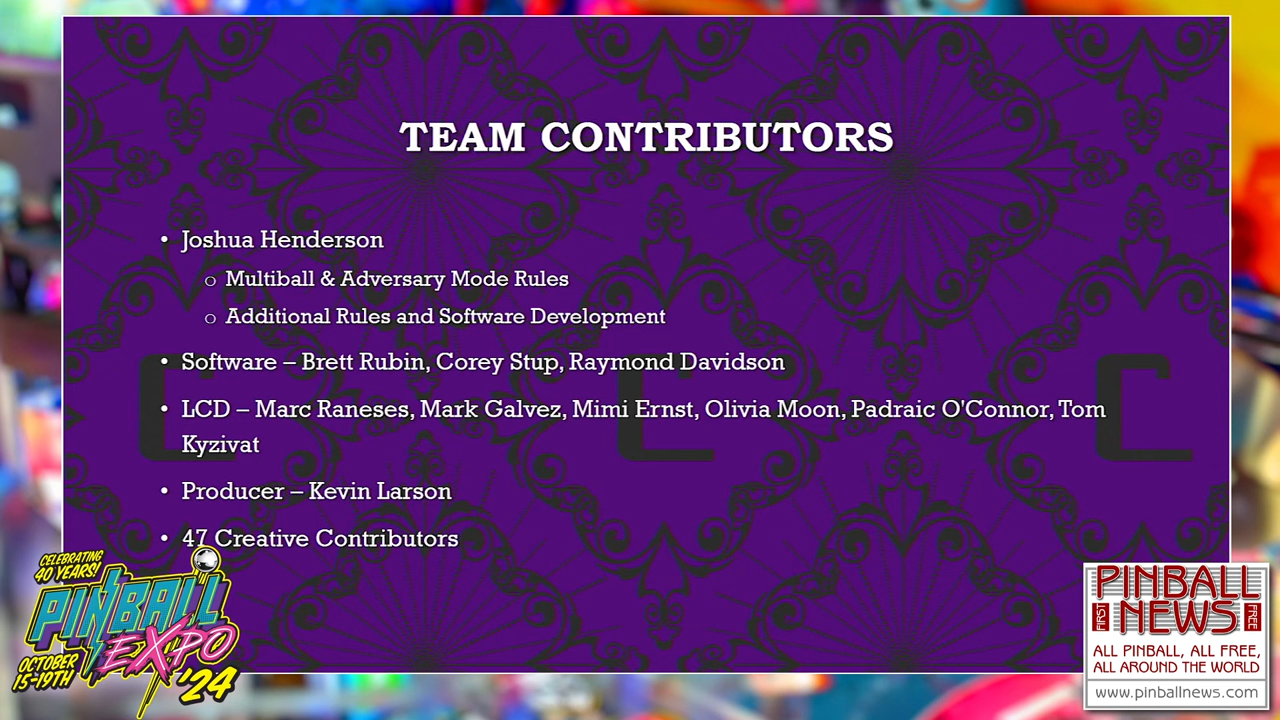 TEAM CONTRIBUTORS
• Joshua Henderson
o Multiball & Adversary Mode Rules
o Additional Rules and Software Development
• Software – Brett Rubin, Corey Stup, Raymond Davidson
• LCD – Marc Raneses, Mark Galvez, Mimi Ernst, Olivia Moon, Padraic O'Connor, Tom
Kyzivat
• Producer – Kevin Larson
• 47 Creative Contributors
C C C
CELEBRATING
40 YEARS!
PINBALL
EXPO
OCTOBER
15-19TH
'24
PINBALL
FIRST NEWS FREE
ALL PINBALL, ALL FREE,
ALL AROUND THE WORLD
www.pinballnews.com